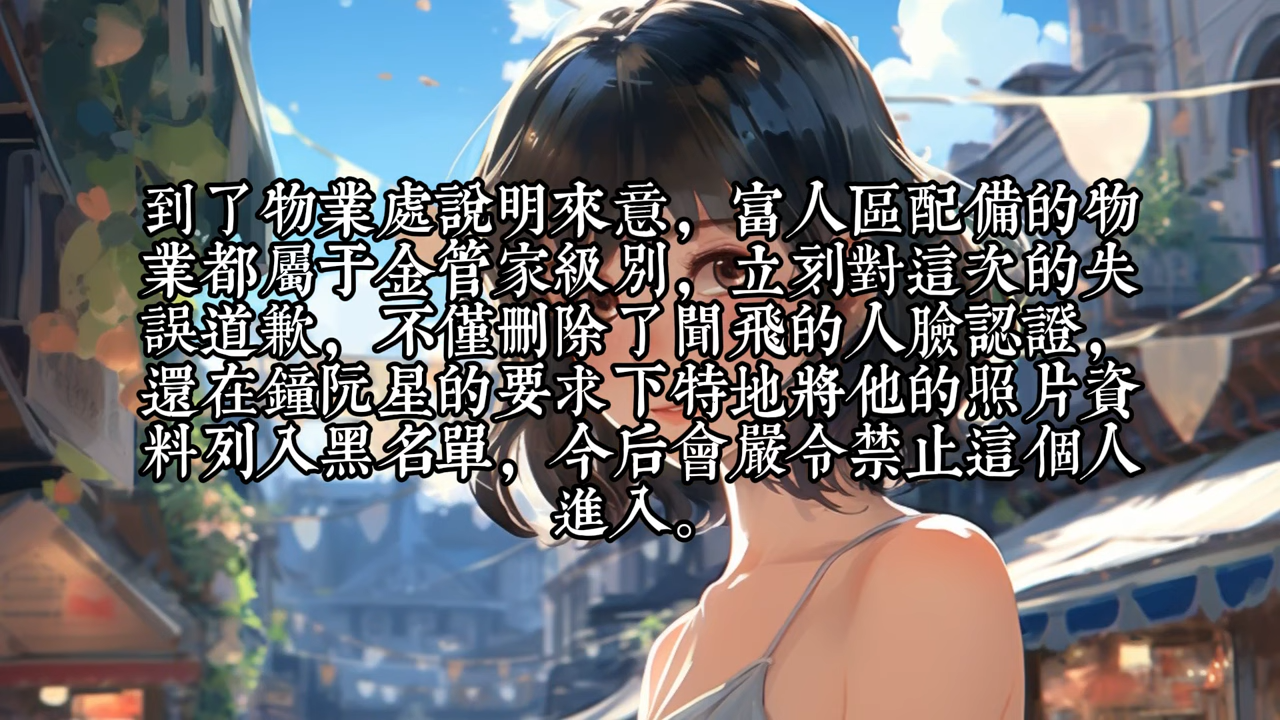 到了物業處說明來意，富人區配備的物
業都屬于金管家級別，立刻對這次的失
誤道歉，不僅刪除了聞飛的人臉認證，
還在鐘阮星的要求下特地將他的照片資
料列入黑名單，今后會嚴令禁止這個人
進入。